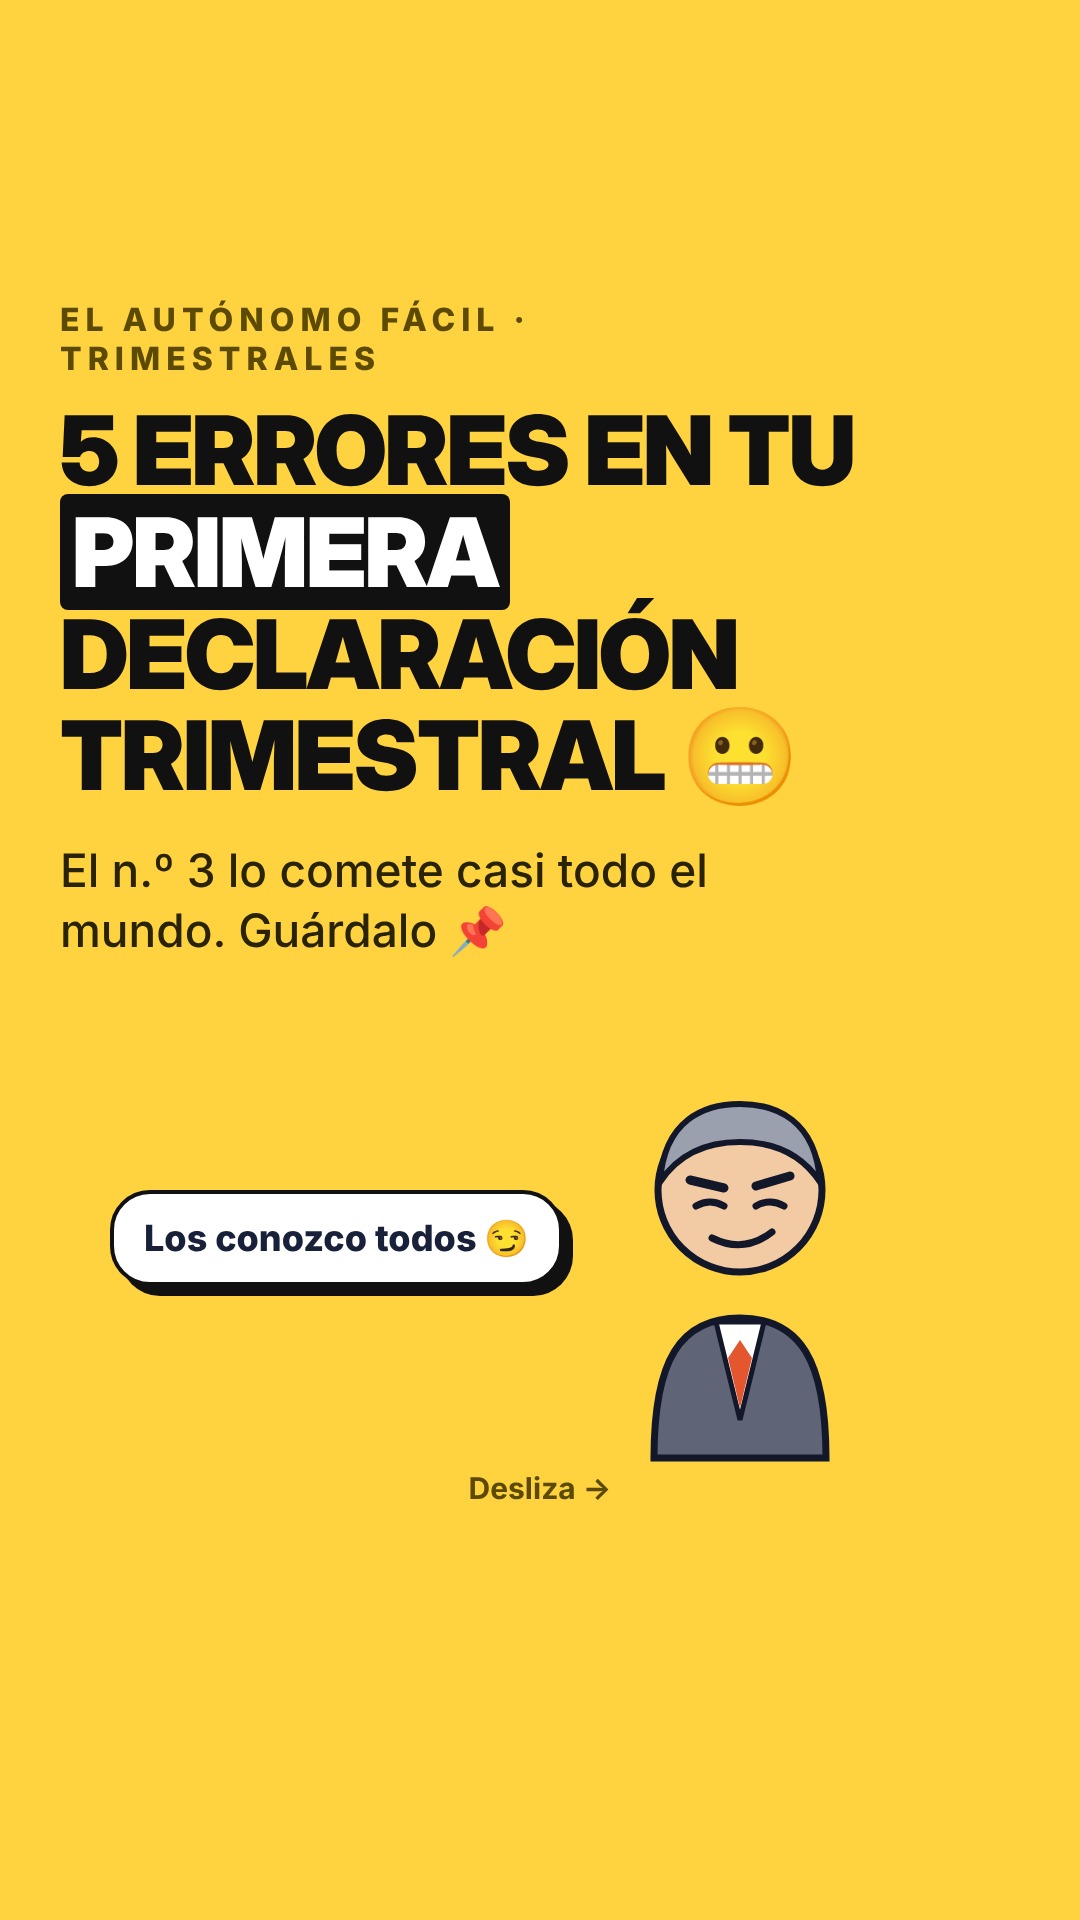 EL AUTÓNOMO FÁCIL ·
TRIMESTRALES
5 ERRORES EN TU
PRIMERA
DECLARACIÓN
TRIMESTRAL 😬
El n.º 3 lo comete casi todo el
mundo. Guárdalo 📌
Los conozco todos 😏
Desliza →